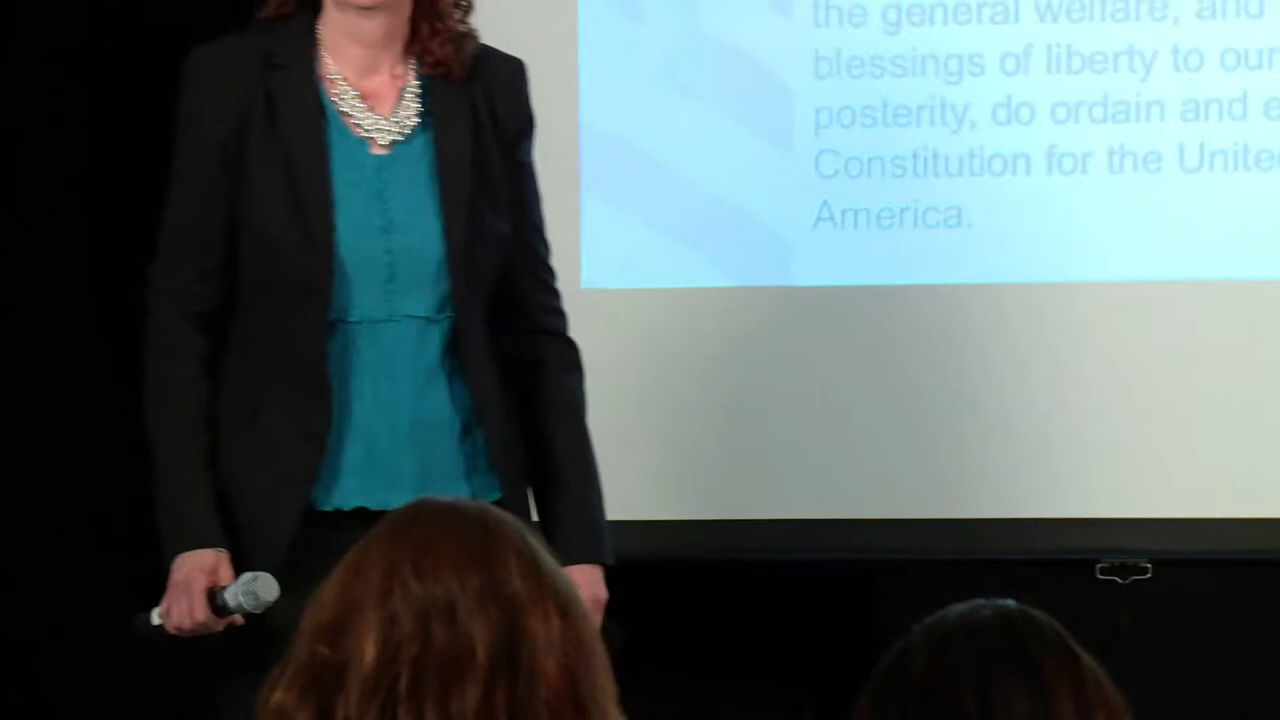 the general welfare, and
blessings of liberty to our
posterity, do ordain and e
Constitution for the Unite
America.